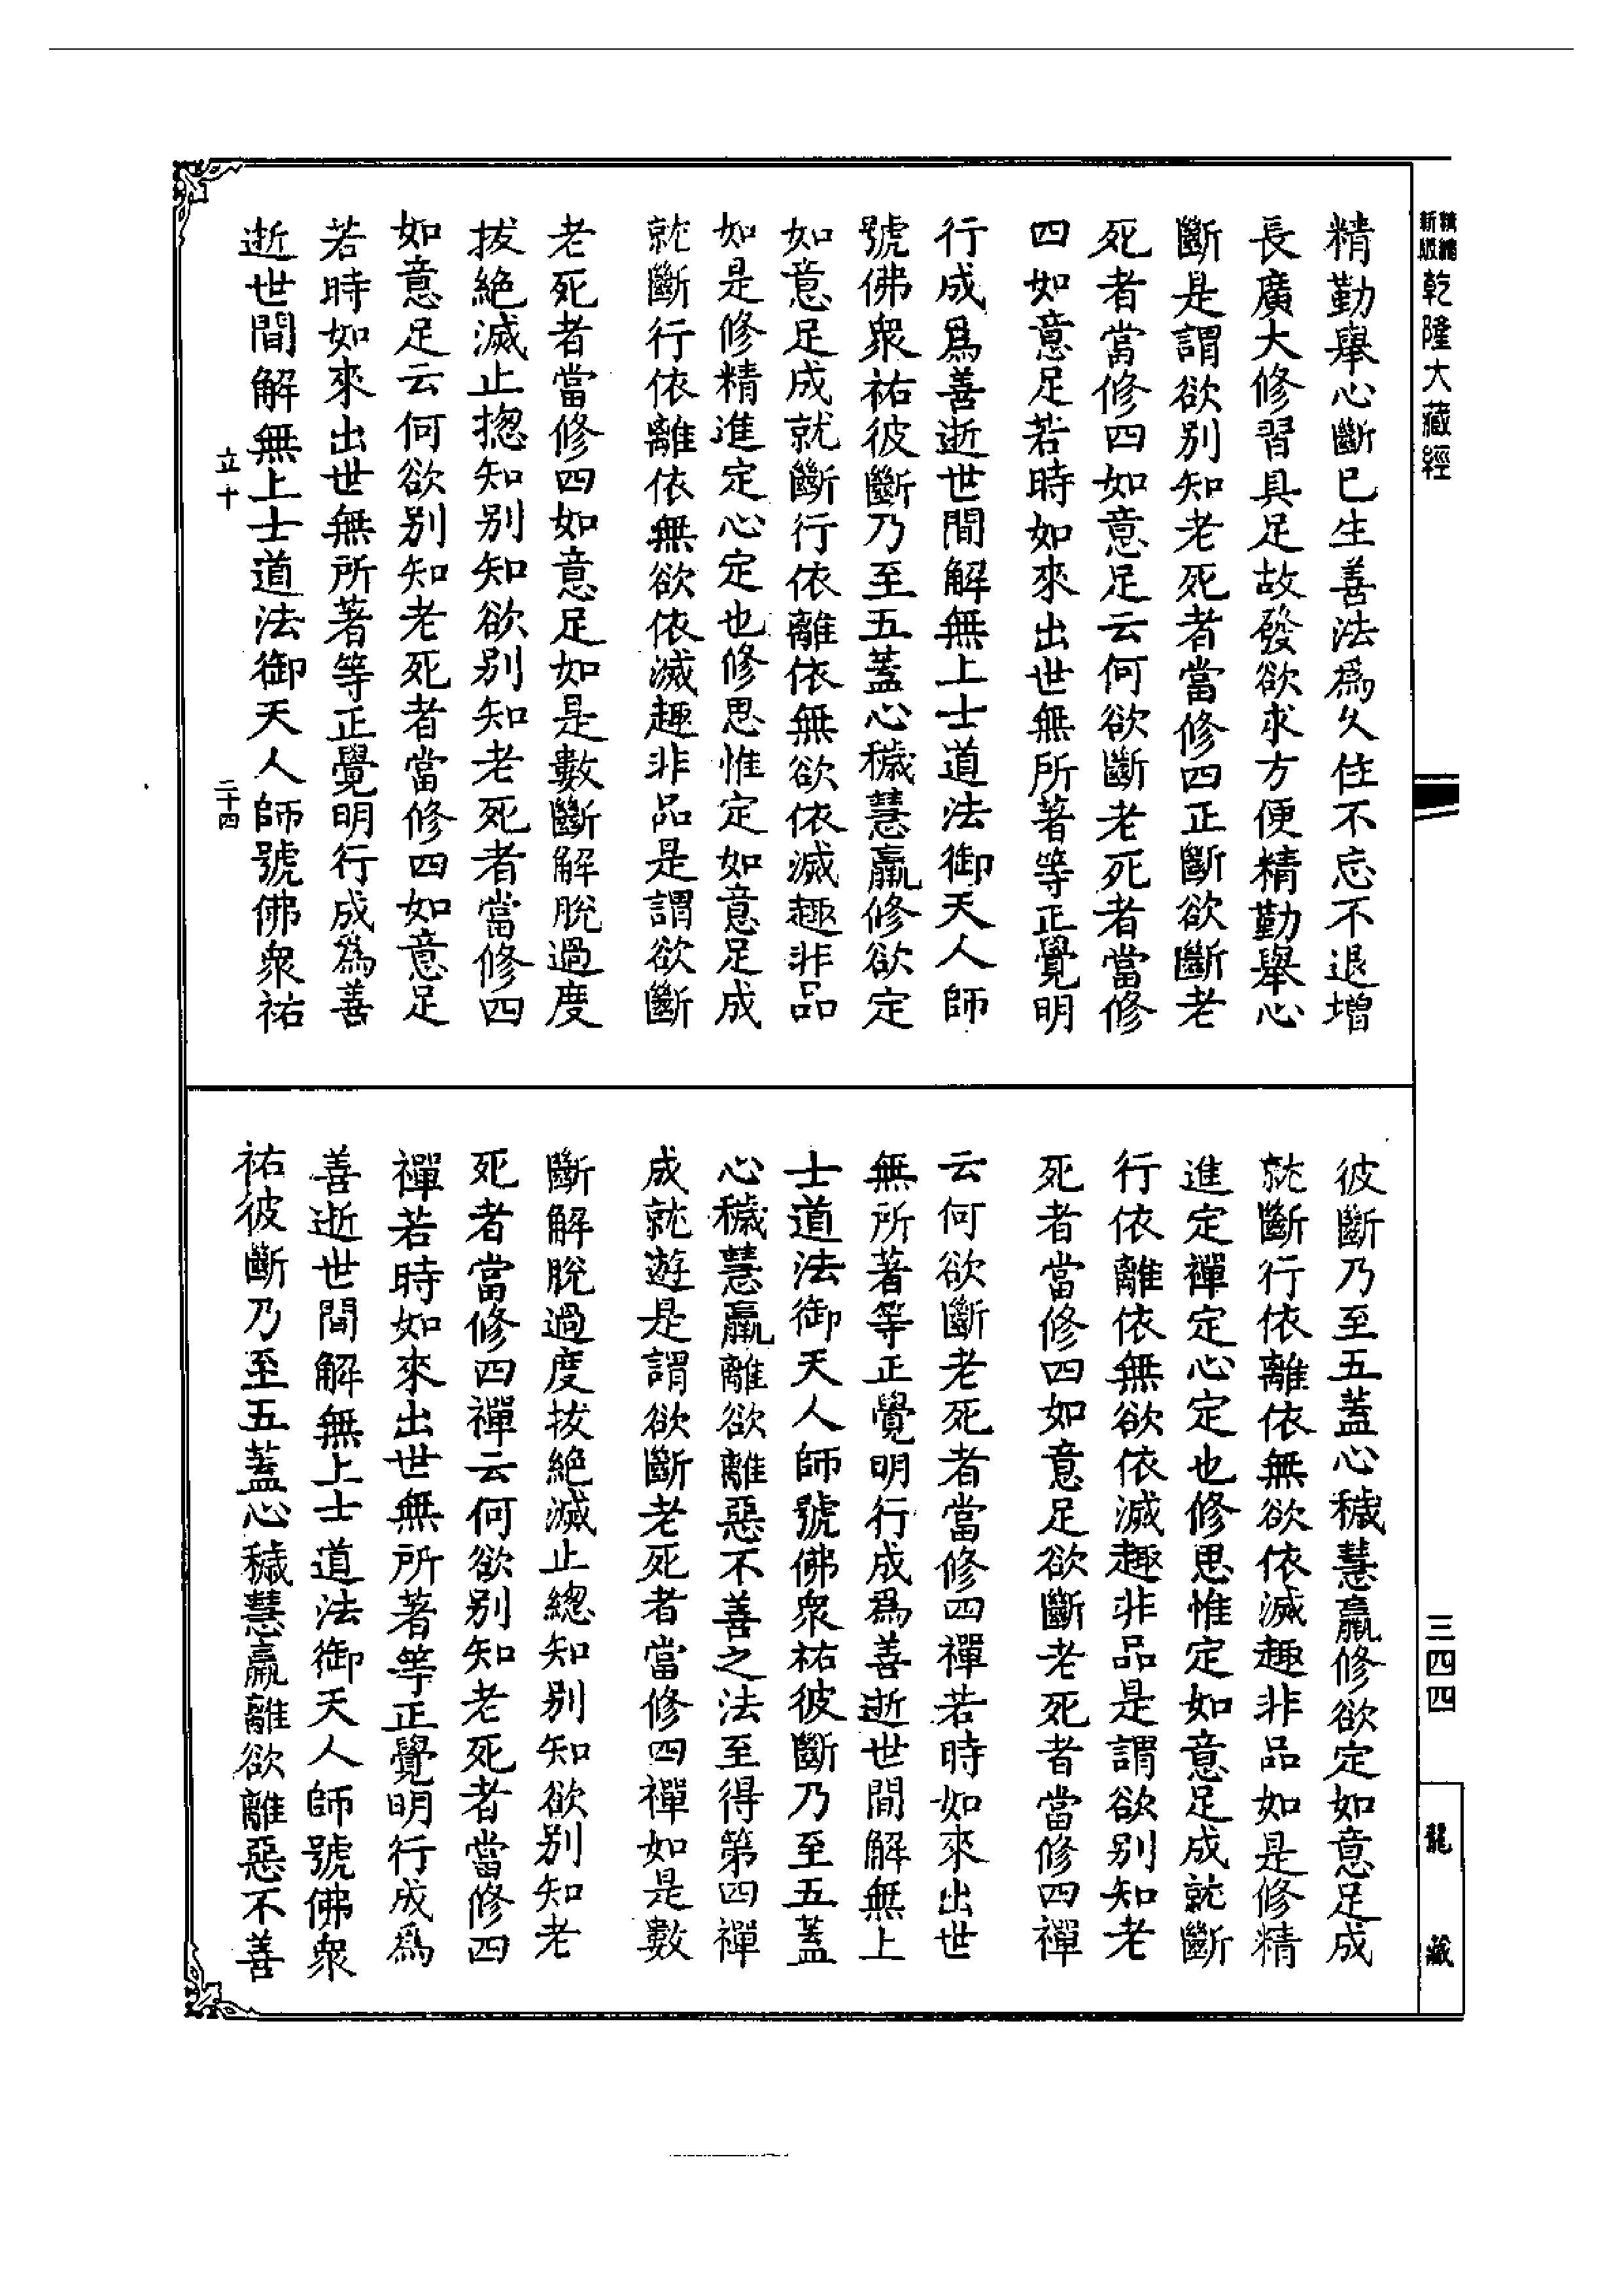 精縮
新版
乾隆大藏經
精勤舉心斷已生善法爲久住不忘不退增
長廣大修習具足故發欲求方便精勤舉心
斷是謂欲别知老死者當修四正斷欲斷老
死者當修四如意足云何欲斷老死者當修
四如意足若時如來出世無所著等正覺明
行成爲善逝世間解無上士道法御天人師
號佛衆祐彼斷乃至五蓋心穢慧羸修欲定
如意足成就斷行依離依無欲依滅趣非品
如是修精進定心定也修思惟定如意足成
就斷行依離依無欲依滅趣非品是謂欲斷
老死者當修四如意足如是數斷解脫過度
拔絶滅止揔知别知欲别知老死者當修四
如意足云何欲别知老死者當修四如意足
若時如來出世無所著等正覺明行成爲善
逝世間解無上士道法御天人師號佛衆祐
立十
二十四
彼斷乃至五蓋心穢慧羸修欲定如意足成
就斷行依離依無欲依滅趣非品如是修精
進定禪定心定也修思惟定如意足成就斷
行依離依無欲依滅趣非品是謂欲别知老
死者當修四如意足欲斷老死者當修四禪
云何欲斷老死者當修四禪若時如來出世
無所著等正覺明行成爲善逝世間解無上
士道法御天人師號佛衆祐彼斷乃至五蓋
心穢慧羸離欲離惡不善之法至得第四禪
成就遊是謂欲斷老死者當修四禪如是數
斷解脫過度拔絶滅止總知别知欲别知老
死者當修四禪云何欲别知老死者當修四
禪若時如來出世無所著等正覺明行成爲
善逝世間解無上士道法御天人師號佛衆
祐彼斷乃至五蓋心穢慧羸離欲離惡不善
三四四
龍藏